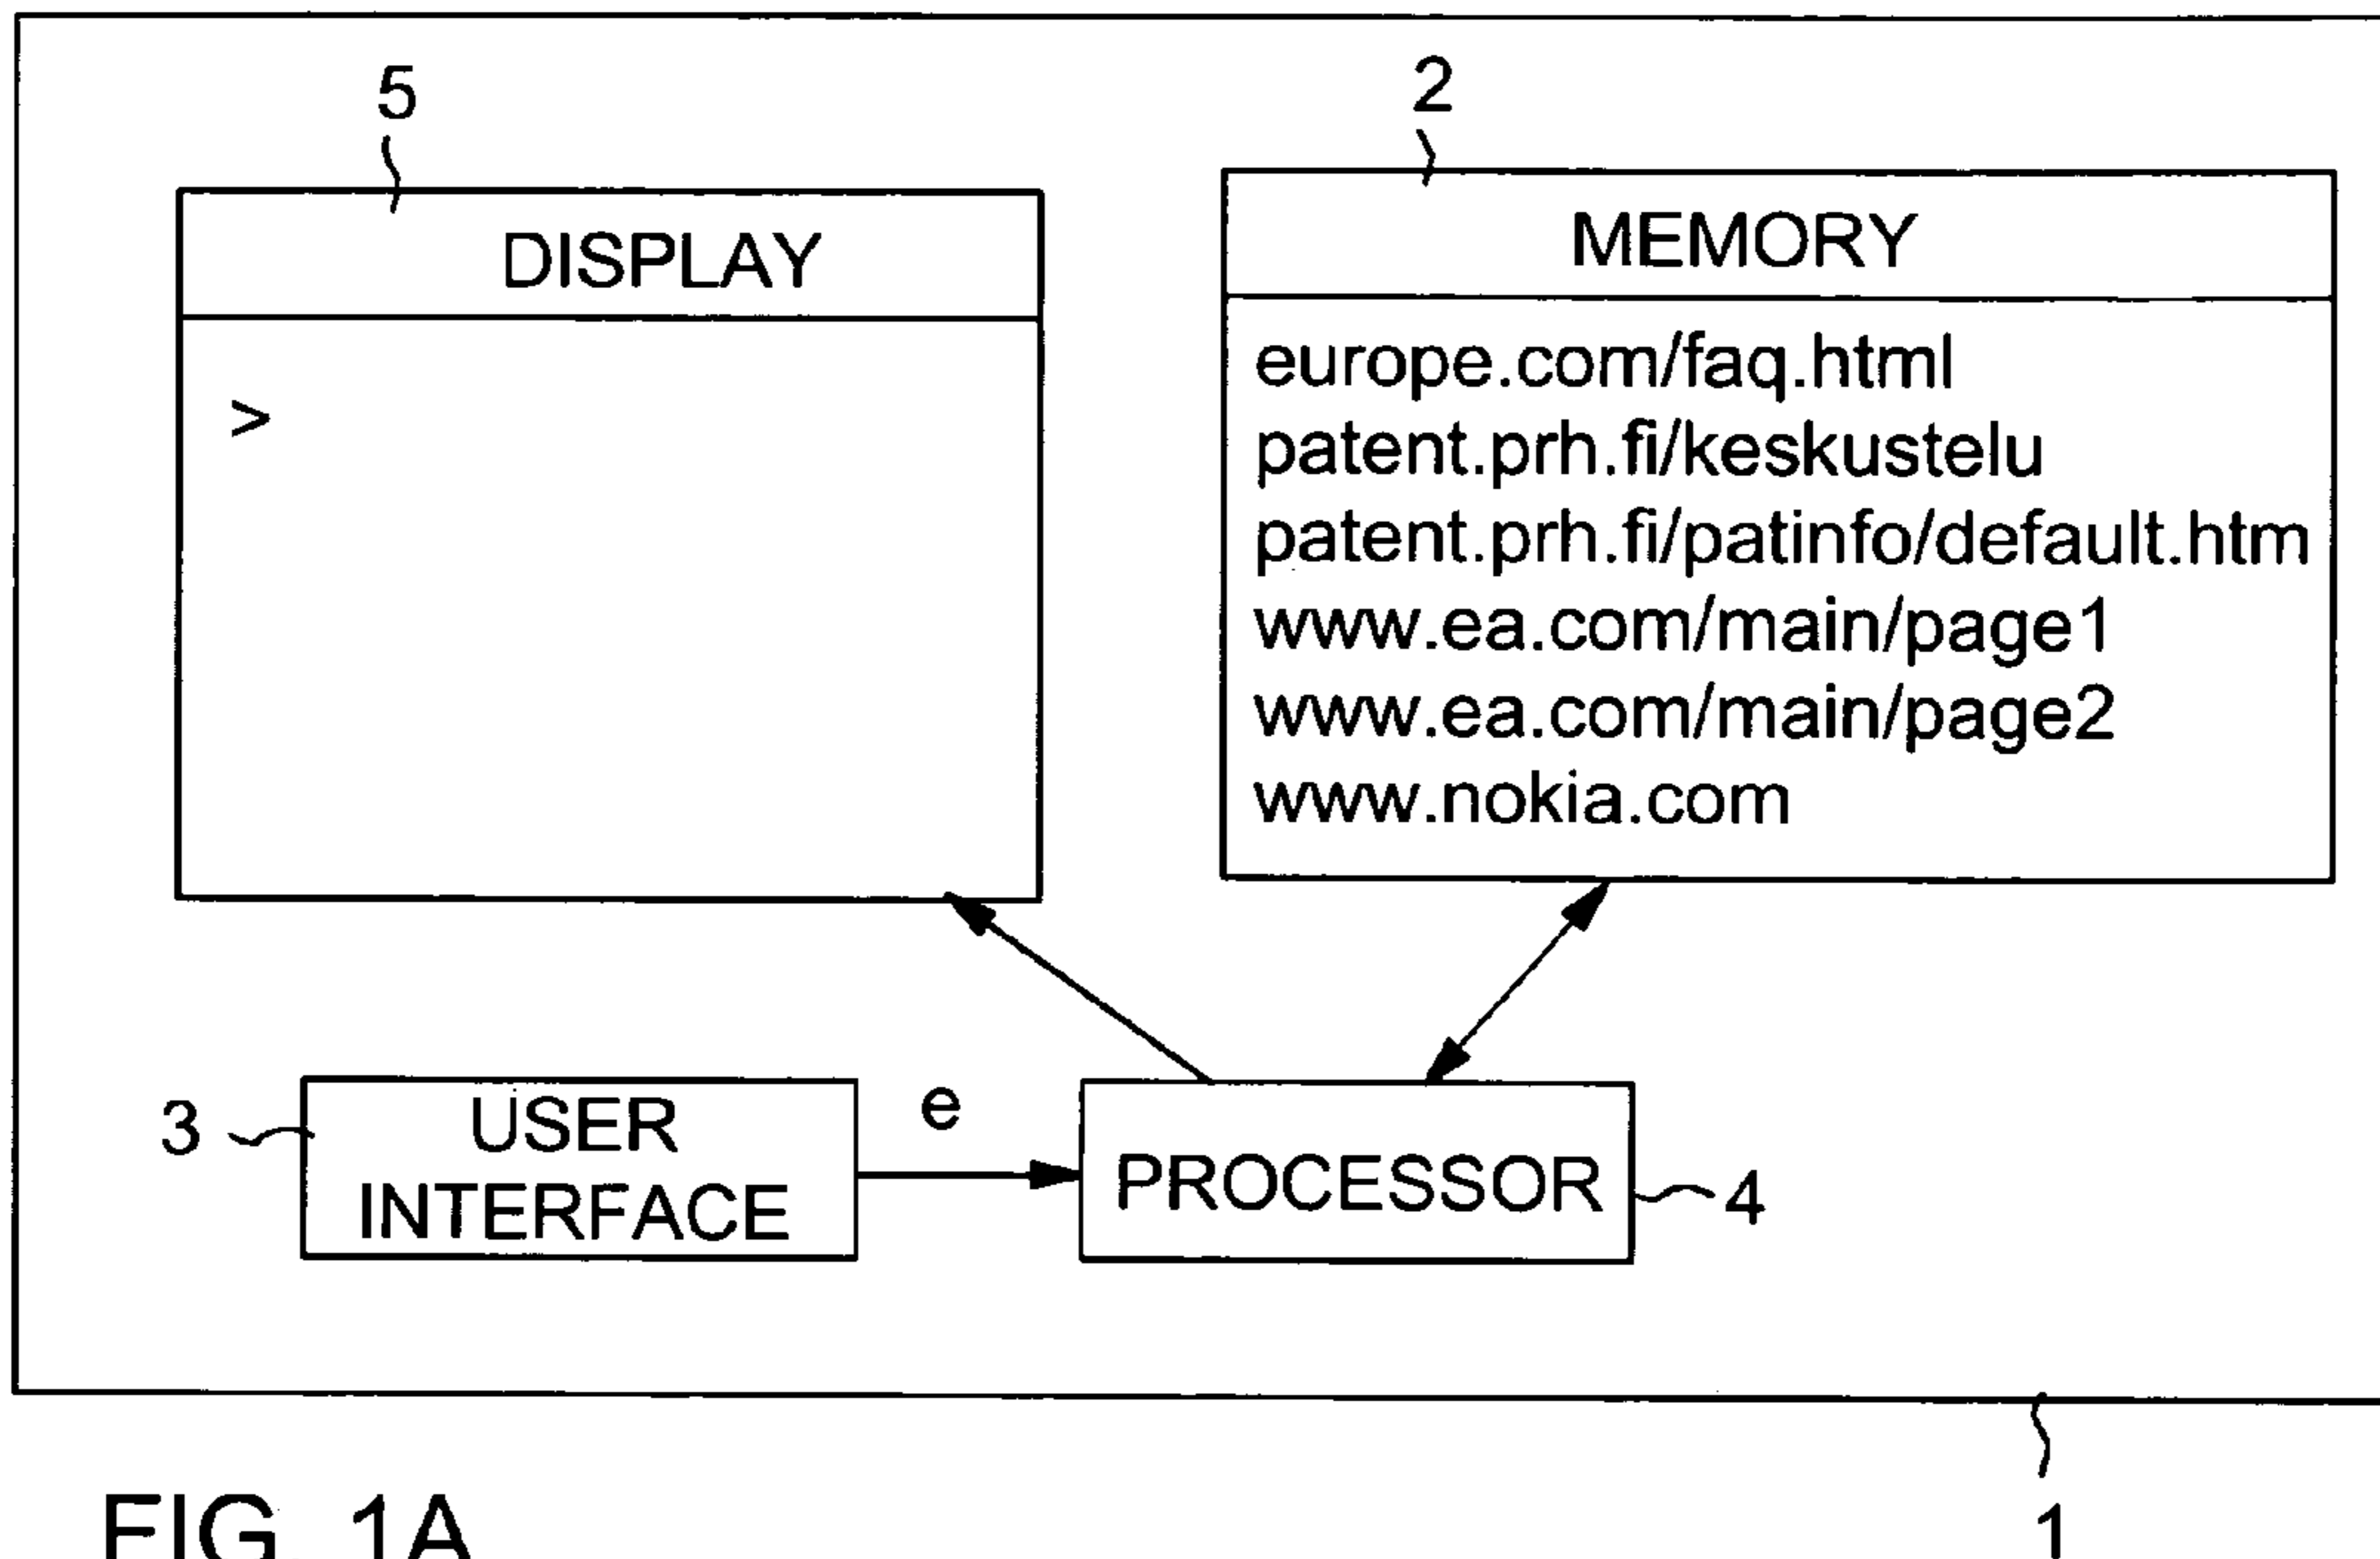 5
2
DISPLAY
MEMORY
>
europe.com/faq.html
patent.prh.fi/keskustelu
patent.prh.fi/patinfo/default.htm
www.ea.com/main/page1
www.ea.com/main/page2
www.nokia.com
3
USER
INTERFACE
e
PROCESSOR
4
1
FIG. 1A